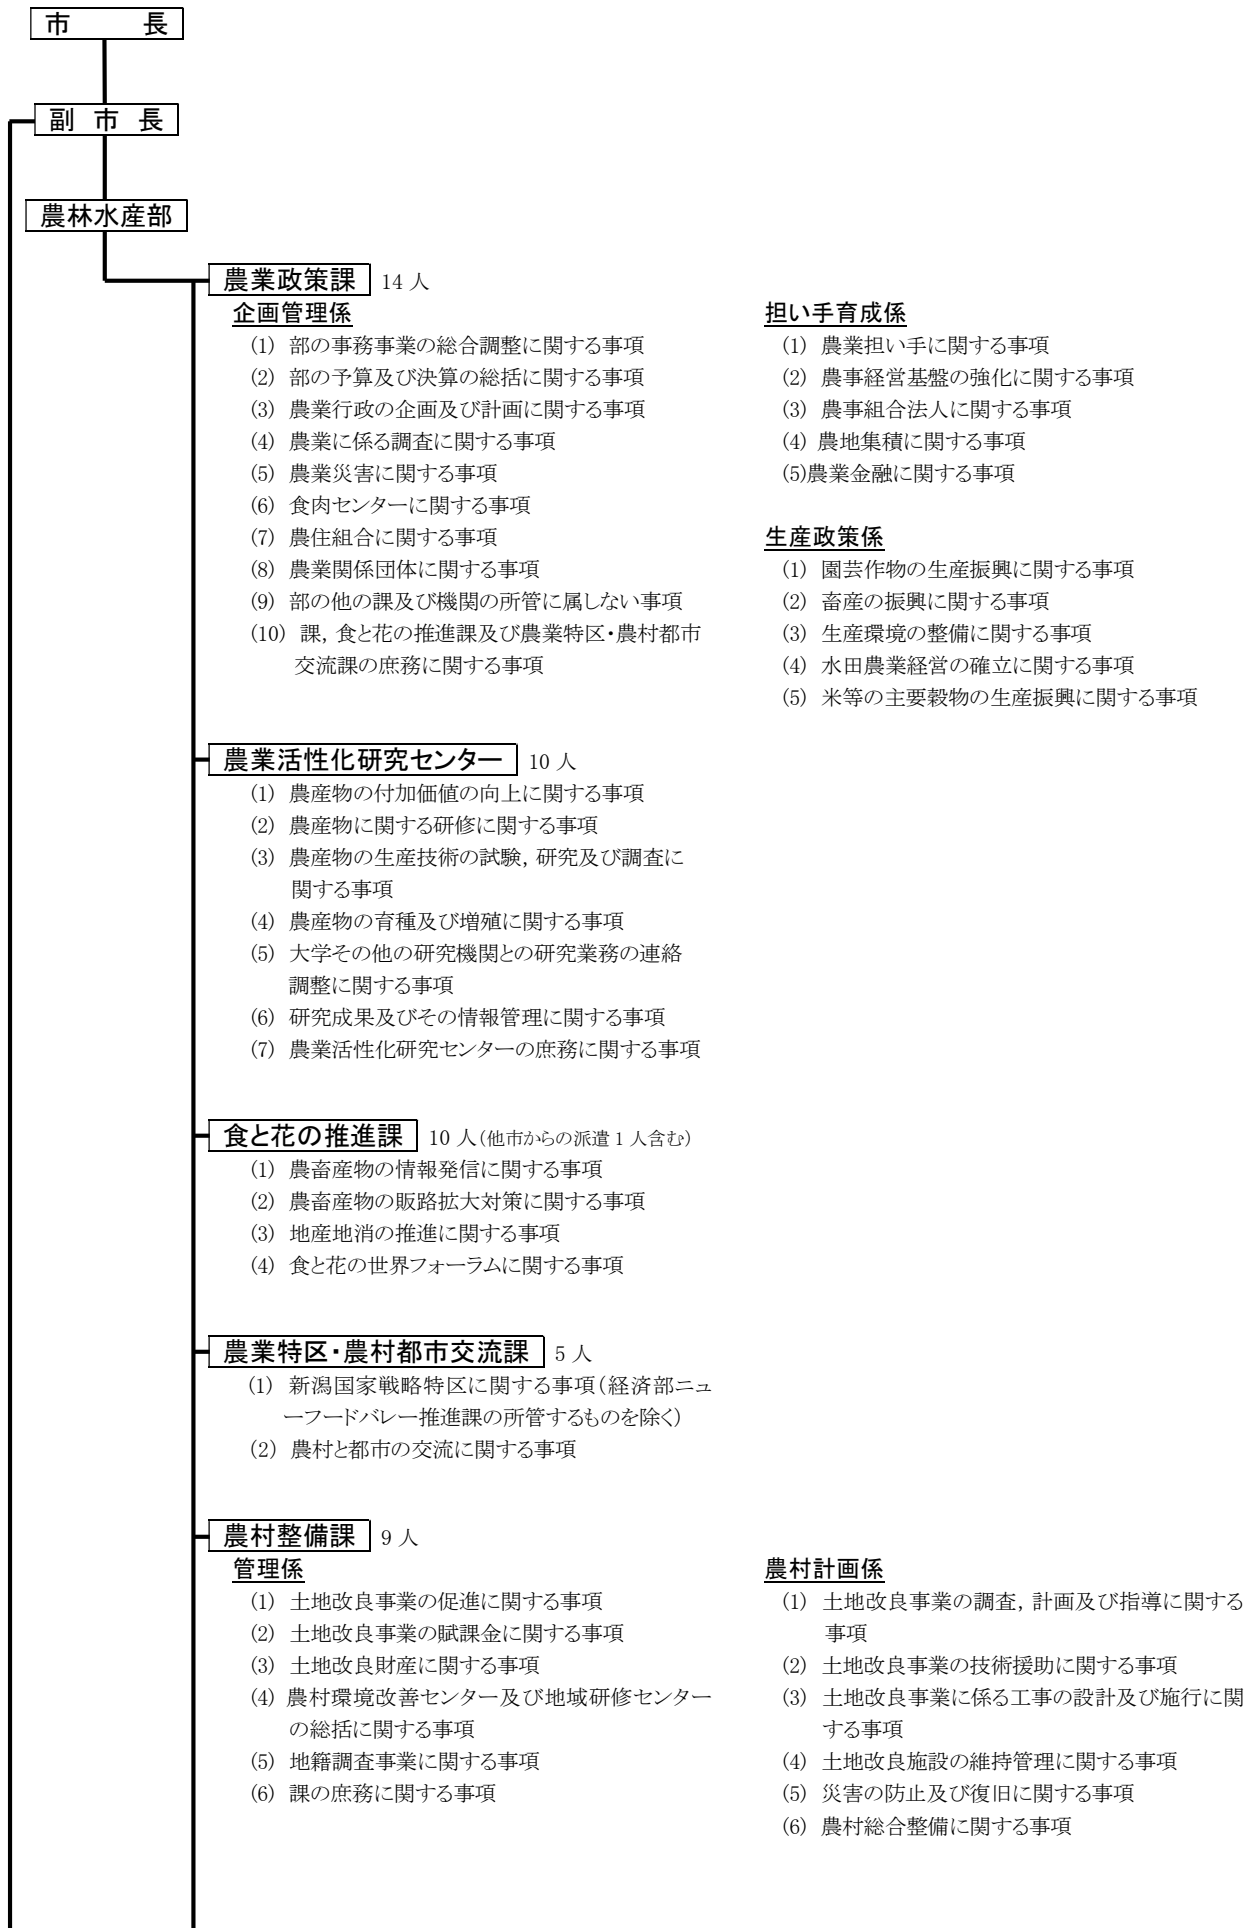 市　　長
副 市 長
農林水産部
農業政策課 14 人
企画管理係
(1) 部の事務事業の総合調整に関する事項
(2) 部の予算及び決算の総括に関する事項
(3) 農業行政の企画及び計画に関する事項
(4) 農業に係る調査に関する事項
(5) 農業災害に関する事項
(6) 食肉センターに関する事項
(7) 農住組合に関する事項
(8) 農業関係団体に関する事項
(9) 部の他の課及び機関の所管に属しない事項
(10) 課，食と花の推進課及び農業特区・農村都市
交流課の庶務に関する事項
担い手育成係
(1) 農業担い手に関する事項
(2) 農事経営基盤の強化に関する事項
(3) 農事組合法人に関する事項
(4) 農地集積に関する事項
(5)農業金融に関する事項
生産政策係
(1) 園芸作物の生産振興に関する事項
(2) 畜産の振興に関する事項
(3) 生産環境の整備に関する事項
(4) 水田農業経営の確立に関する事項
(5) 米等の主要穀物の生産振興に関する事項
農業活性化研究センター 10 人
(1) 農産物の付加価値の向上に関する事項
(2) 農産物に関する研修に関する事項
(3) 農産物の生産技術の試験，研究及び調査に
関する事項
(4) 農産物の育種及び増殖に関する事項
(5) 大学その他の研究機関との研究業務の連絡
調整に関する事項
(6) 研究成果及びその情報管理に関する事項
(7) 農業活性化研究センターの庶務に関する事項
食と花の推進課 10 人（他市からの派遣 1 人含む）
(1) 農畜産物の情報発信に関する事項
(2) 農畜産物の販路拡大対策に関する事項
(3) 地産地消の推進に関する事項
(4) 食と花の世界フォーラムに関する事項
農業特区・農村都市交流課 5 人
(1) 新潟国家戦略特区に関する事項（経済部ニュ
ーフードバレー推進課の所管するものを除く）
(2) 農村と都市の交流に関する事項
農村整備課 9 人
管理係
(1) 土地改良事業の促進に関する事項
(2) 土地改良事業の賦課金に関する事項
(3) 土地改良財産に関する事項
(4) 農村環境改善センター及び地域研修センター
の総括に関する事項
(5) 地籍調査事業に関する事項
(6) 課の庶務に関する事項
農村計画係
(1) 土地改良事業の調査，計画及び指導に関する
事項
(2) 土地改良事業の技術援助に関する事項
(3) 土地改良事業に係る工事の設計及び施行に関
する事項
(4) 土地改良施設の維持管理に関する事項
(5) 災害の防止及び復旧に関する事項
(6) 農村総合整備に関する事項